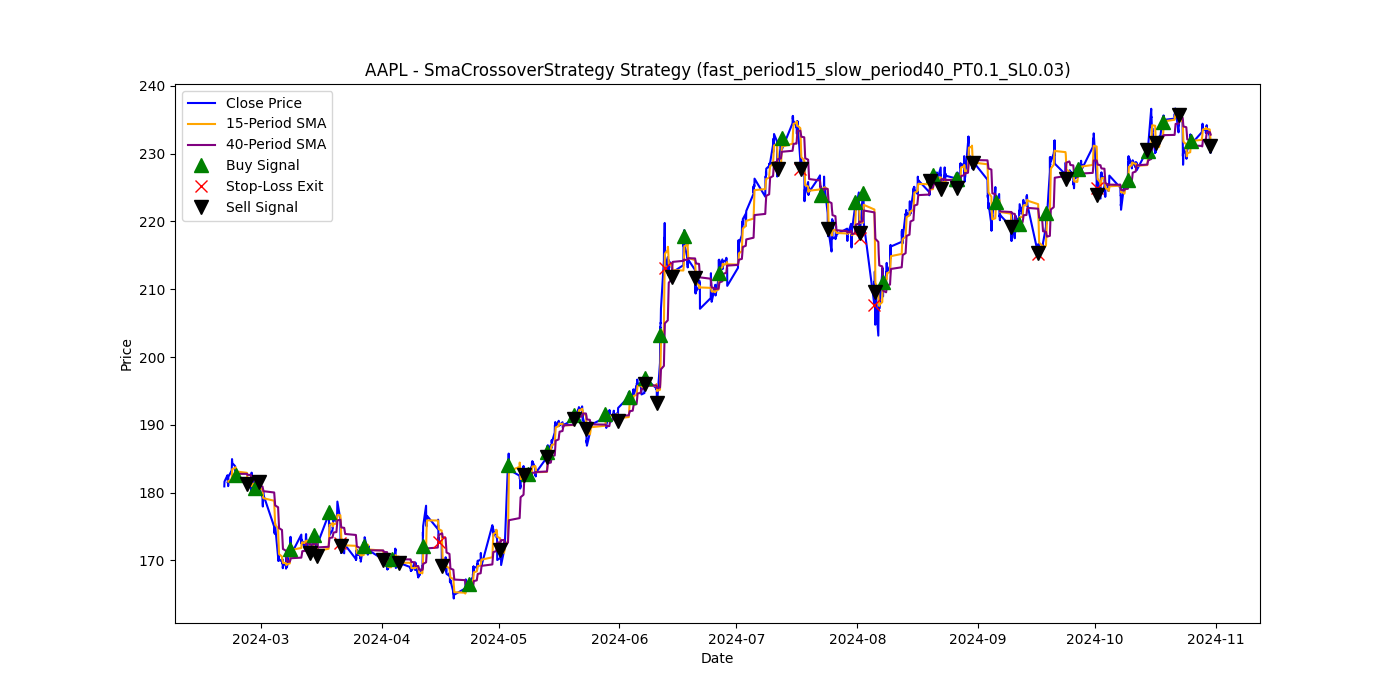 AAPL - SmaCrossoverStrategy Strategy (fast_period15_slow_period40_PT0.1_SL0.03)
240
230
220
210
200
190
180
170
Price
Close Price
15-Period SMA
40-Period SMA
Buy Signal
Stop-Loss Exit
Sell Signal
2024-03 2024-04 2024-05 2024-06 2024-07 2024-08 2024-09 2024-10 2024-11
Date